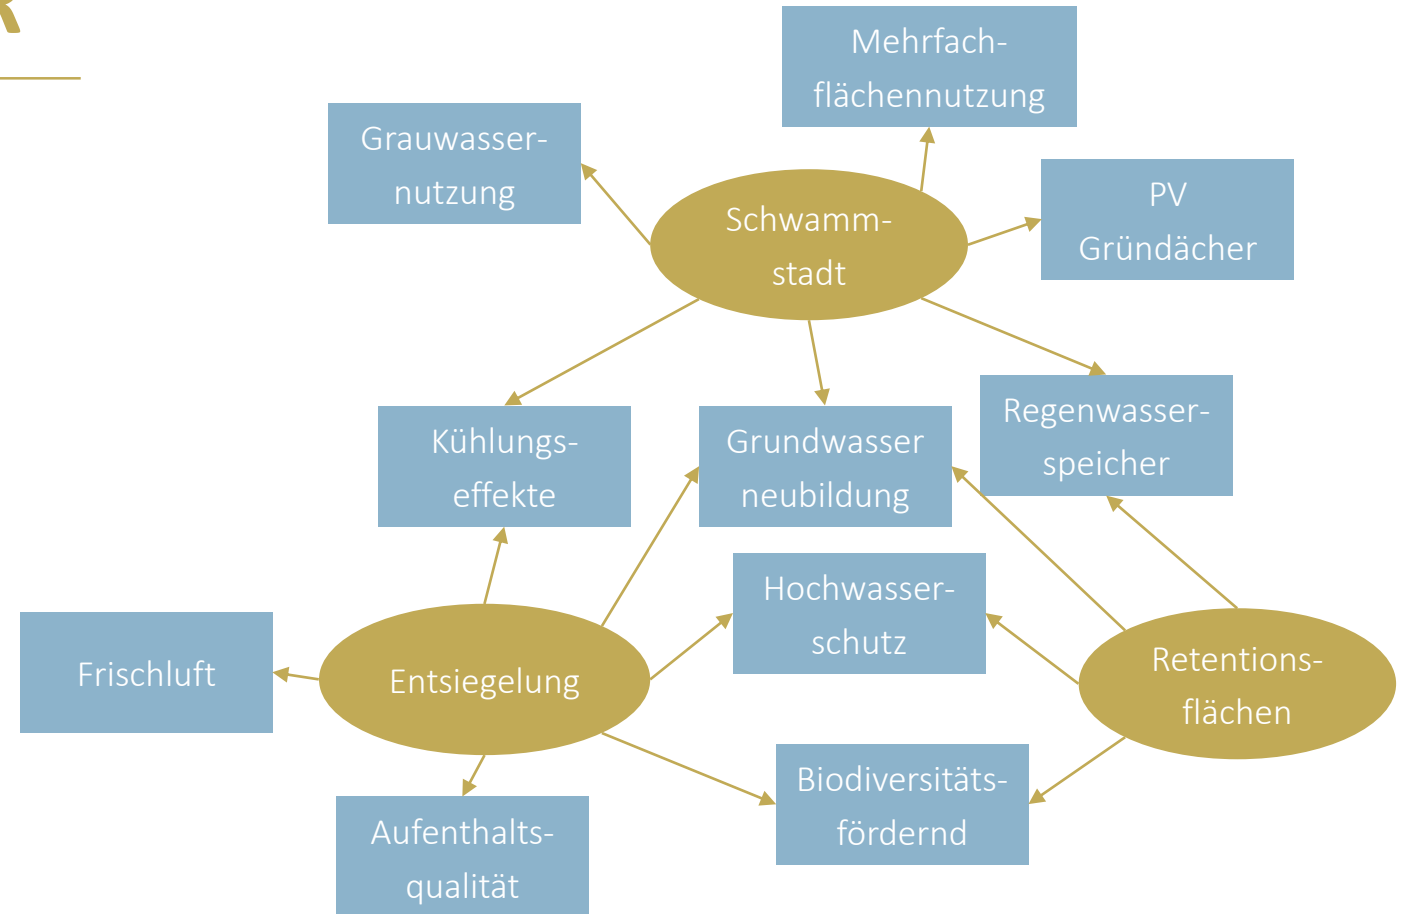 Mehrfach-
flächennutzung
Grauwasser-
nutzung
PV
Gründächer
Schwamm-
stadt
Kühlungs-
effekte
Grundwasser
neubildung
Regenwasser-
speicher
Hochwasser-
schutz
Frischluft
Entsiegelung
Retentions-
flächen
Biodiversitäts-
fördernd
Aufenthalts-
qualität